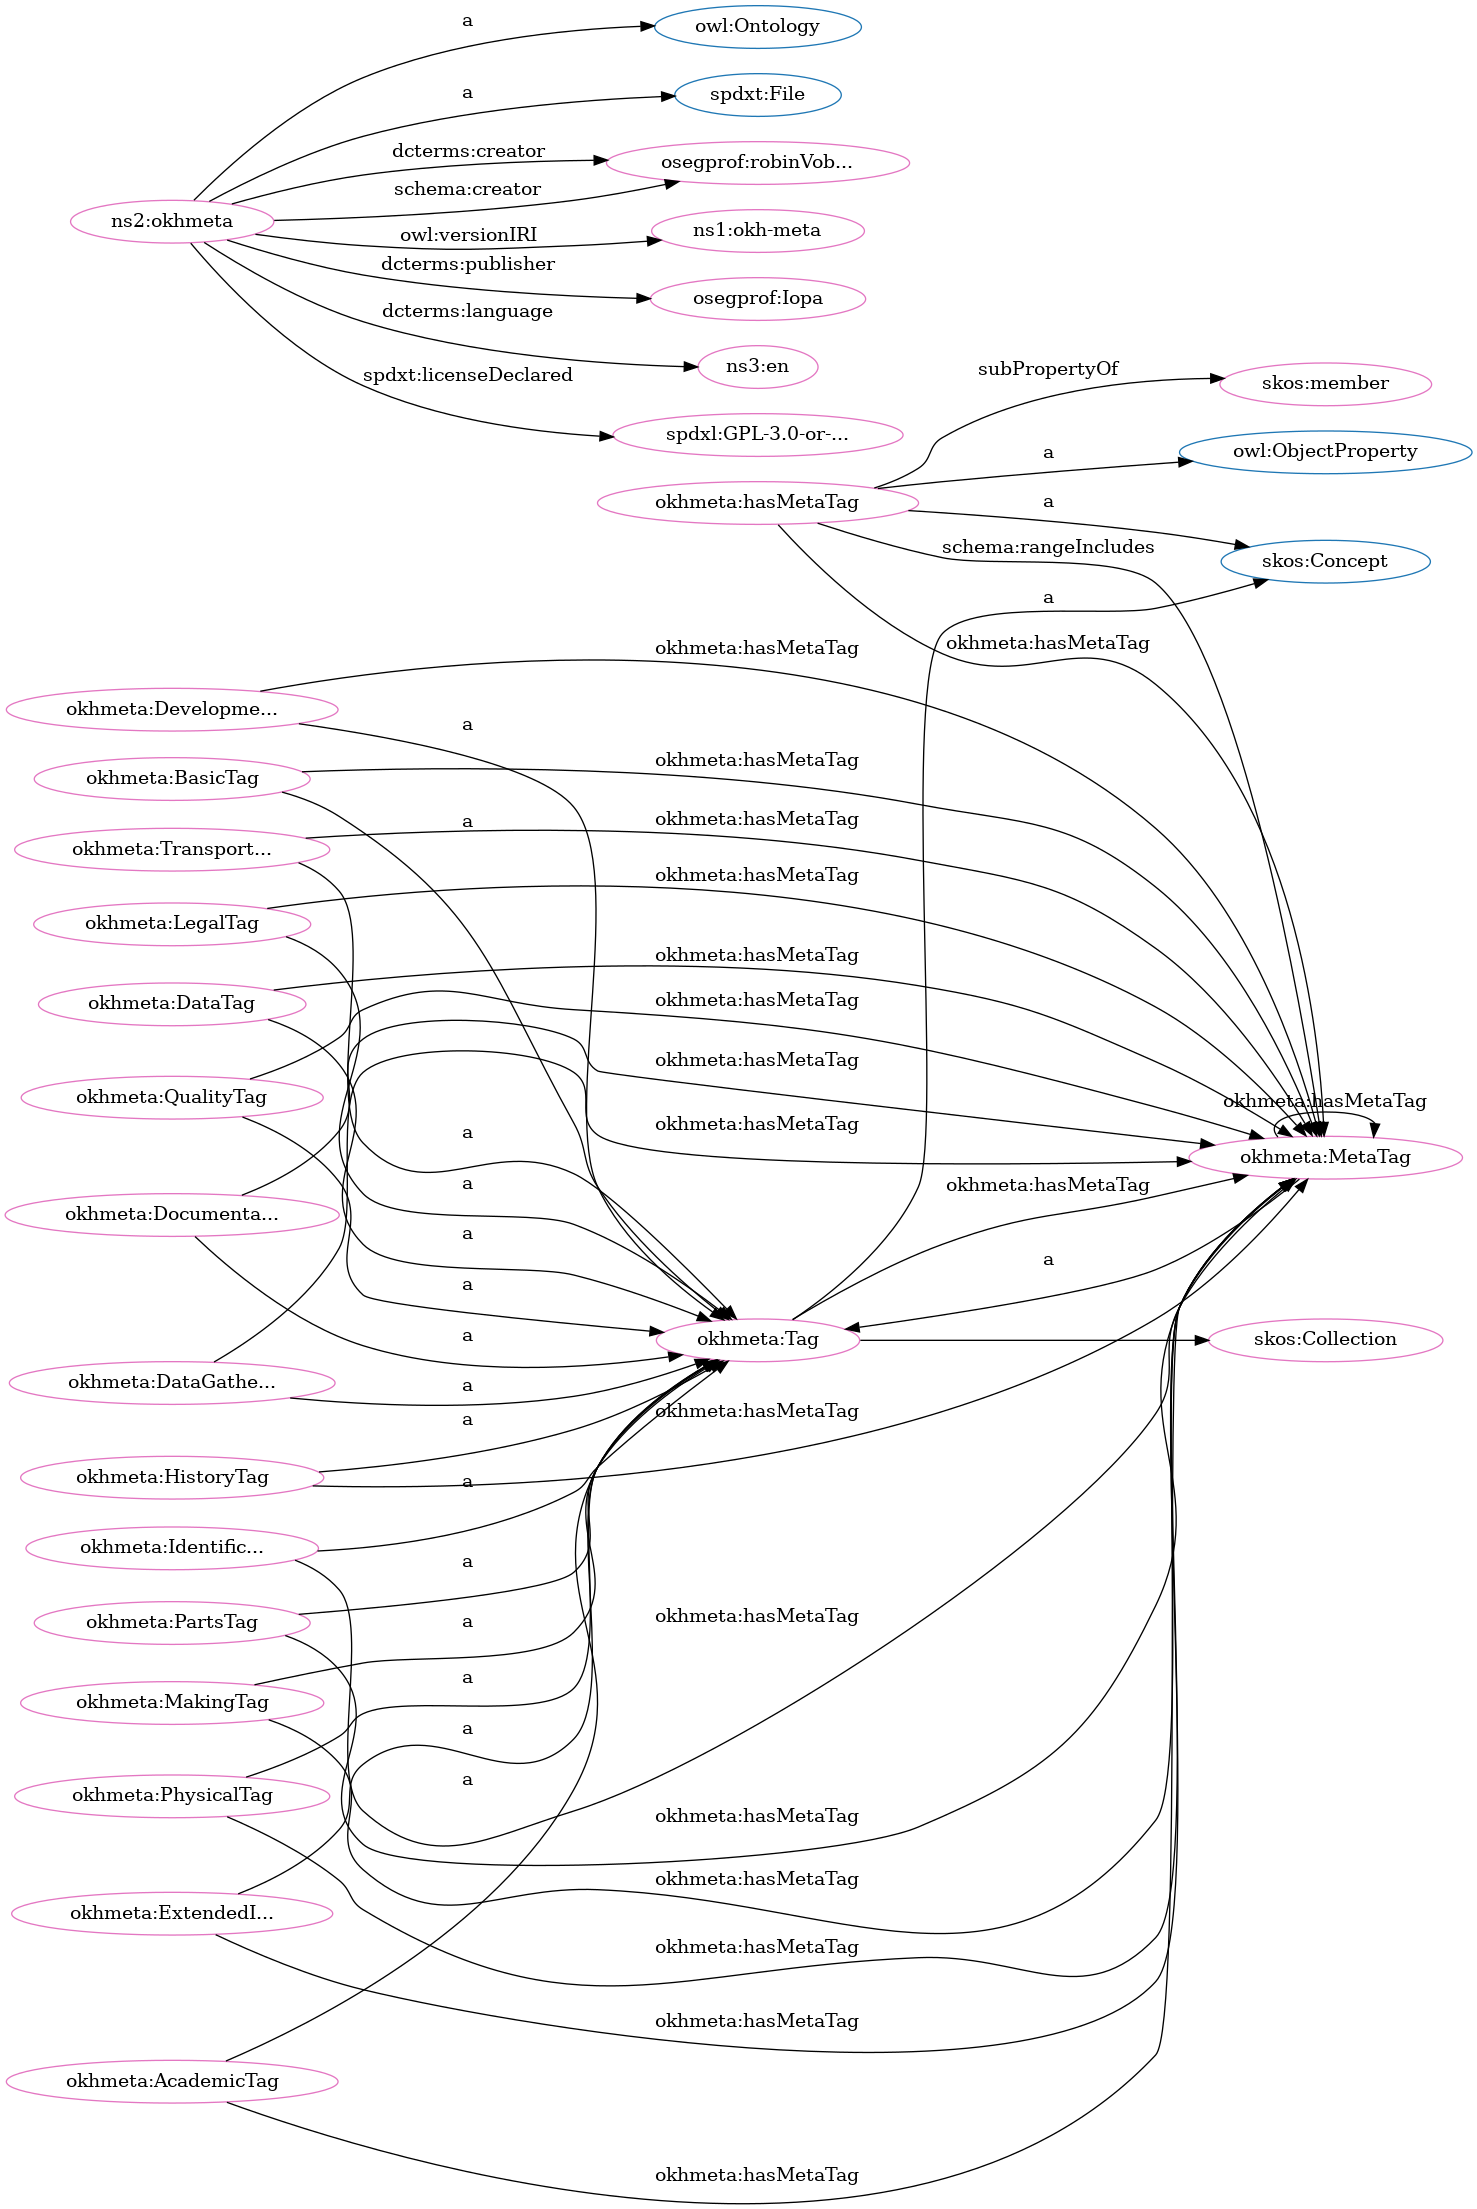 a
owl:Ontology
a
spdxt:File
dcterms:creator
osegprof:robinVob...
schema:creator
ns2:okhmeta
owl:versionIRI
ns1:okh-meta
dcterms:publisher
osegprof:Iopa
dcterms:language
ns3:en
spdxt:licenseDeclared
spdxl:GPL-3.0-or-...
subPropertyOf
skos:member
a
owl:ObjectProperty
okhmeta:hasMetaTag
a
schema:rangeIncludes
skos:Concept
a
okhmeta:hasMetaTag
okhmeta:hasMetaTag
okhmeta:Developme...
a
okhmeta:hasMetaTag
okhmeta:BasicTag
a
okhmeta:hasMetaTag
okhmeta:Transport...
okhmeta:hasMetaTag
okhmeta:LegalTag
okhmeta:hasMetaTag
okhmeta:DataTag
okhmeta:hasMetaTag
okhmeta:hasMetaTag
okhmeta:QualityTag
okhmeta:hasMetaTag
okhmeta:hasMetaTag
a
okhmeta:MetaTag
a
okhmeta:hasMetaTag
okhmeta:Documenta...
a
a
a
a
okhmeta:Tag
skos:Collection
okhmeta:DataGathe...
a
a
okhmeta:hasMetaTag
okhmeta:HistoryTag
a
okhmeta:Identific...
a
okhmeta:PartsTag
a
okhmeta:hasMetaTag
okhmeta:MakingTag
a
a
okhmeta:PhysicalTag
a
okhmeta:hasMetaTag
okhmeta:hasMetaTag
okhmeta:ExtendedI...
okhmeta:hasMetaTag
okhmeta:hasMetaTag
okhmeta:AcademicTag
okhmeta:hasMetaTag